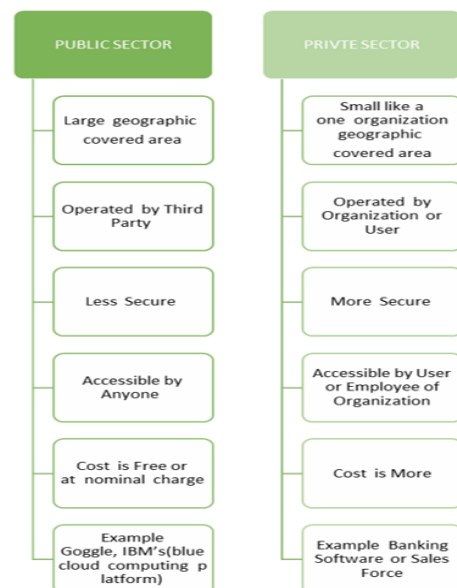 PUBLIC SECTOR
Large geographic
covered area
Operated by Third
Party
Less Secure
Accessible by
Anyone
Cost is Free or
at nominal charge
Example
Goggle, IBM's(blue
cloud computing p
latform)
PRIVTE SECTOR
Small like a
one organization
geographic
covered area
Operated by
Organization or
User
More Secure
Accessible by User
or Employee of
Organization
Cost is More
Example Banking
Software or Sales
Force